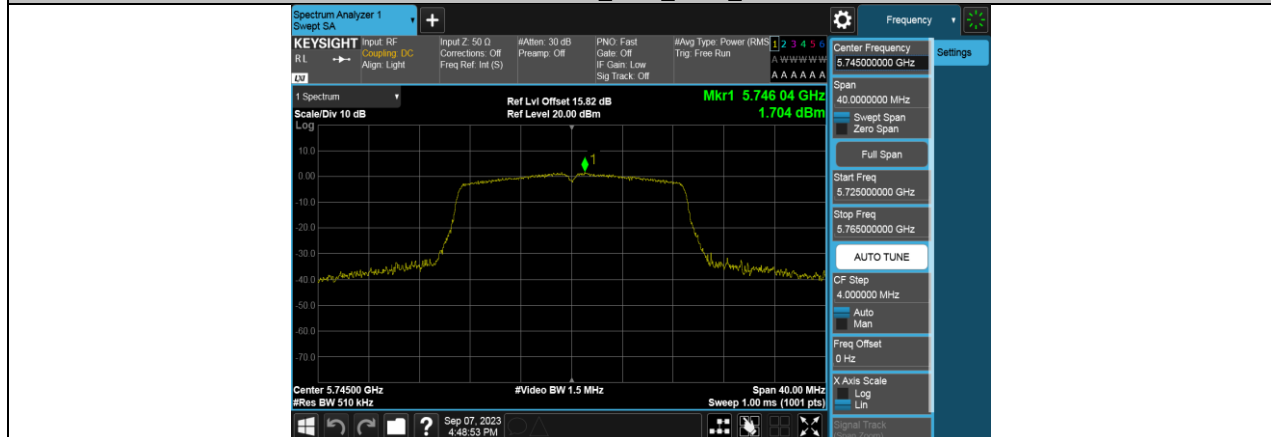 Spectrum Analyzer 1
Swept SA
+
Frequency
KEYSIGHT
RL
LXI
Input: RF
Coupling: DC
Align: Light
Input Z: 50 Ω
Corrections: Off
Freq Ref: Int (S)
#Atten: 30 dB
Preamp: Off
PNO: Fast
Gate: Off
IF Gain: Low
Sig Track: Off
#Avg Type: Power (RMS
Trig: Free Run
1 2 3 4 5 6
A W W W W W
A A A A A A
1 Spectrum
Scale/Div 10 dB
Ref Lvl Offset 15.82 dB
Ref Level 20.00 dBm
Mkr1 5.746 04 GHz
1.704 dBm
Log
10.0
0.00
-10.0
-20.0
-30.0
-40.0
-50.0
-60.0
-70.0
1
Center 5.74500 GHz
#Res BW 510 kHz
#Video BW 1.5 MHz
Span 40.00 MHz
Sweep 1.00 ms (1001 pts)
Center Frequency
5.745000000 GHz
Settings
Span
40.0000000 MHz
Swept Span
Zero Span
Full Span
Start Freq
5.725000000 GHz
Stop Freq
5.765000000 GHz
AUTO TUNE
CF Step
4.000000 MHz
Auto
Man
Freq Offset
0 Hz
X Axis Scale
Log
Lin
Signal Track
(Span Zoom)
?
Sep 07, 2023
4:48:53 PM